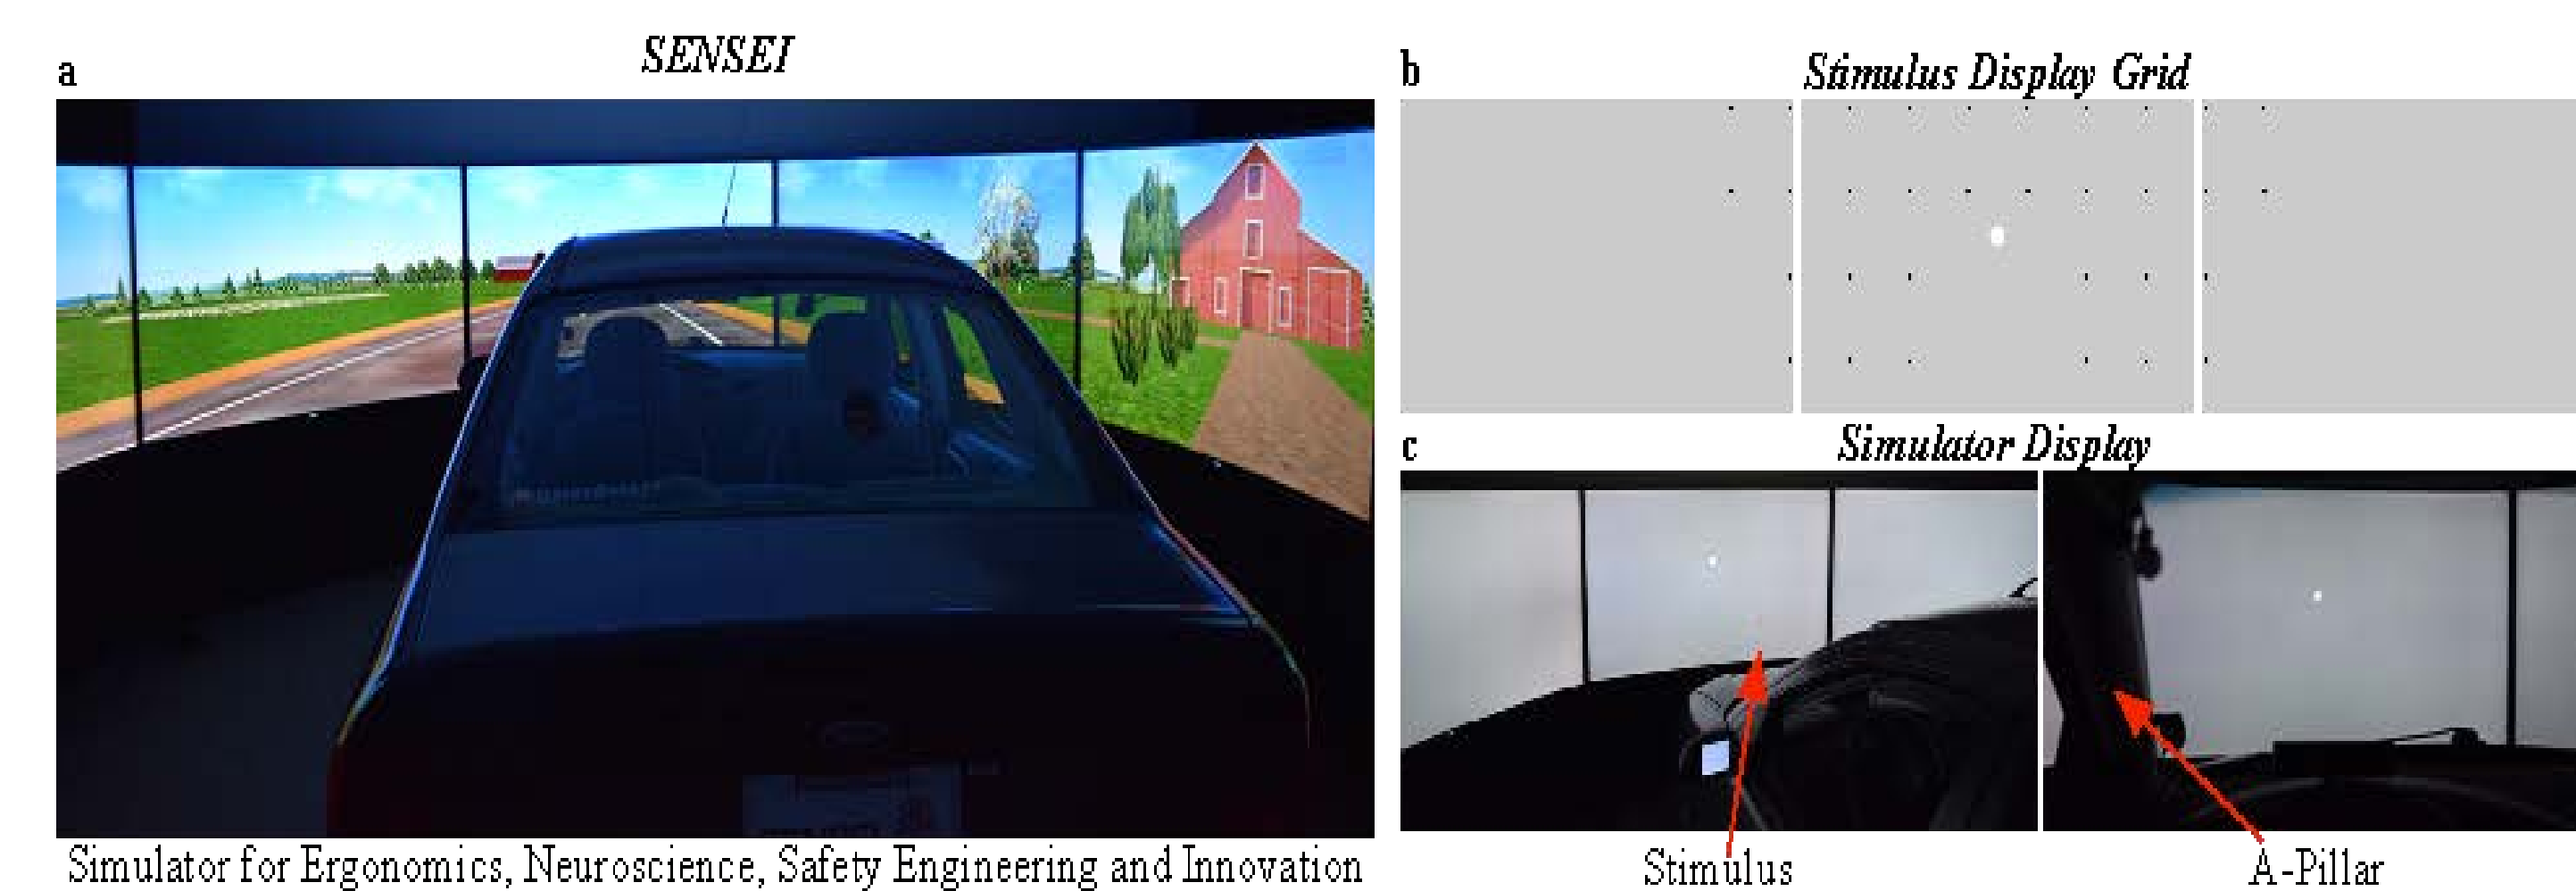 a
SENSEI
Simulator for Ergonomics, Neuroscience, Safety Engineering and Innovation
b
Stimulus Display Grid
c
Simulator Display
Stimulus
A-Pillar